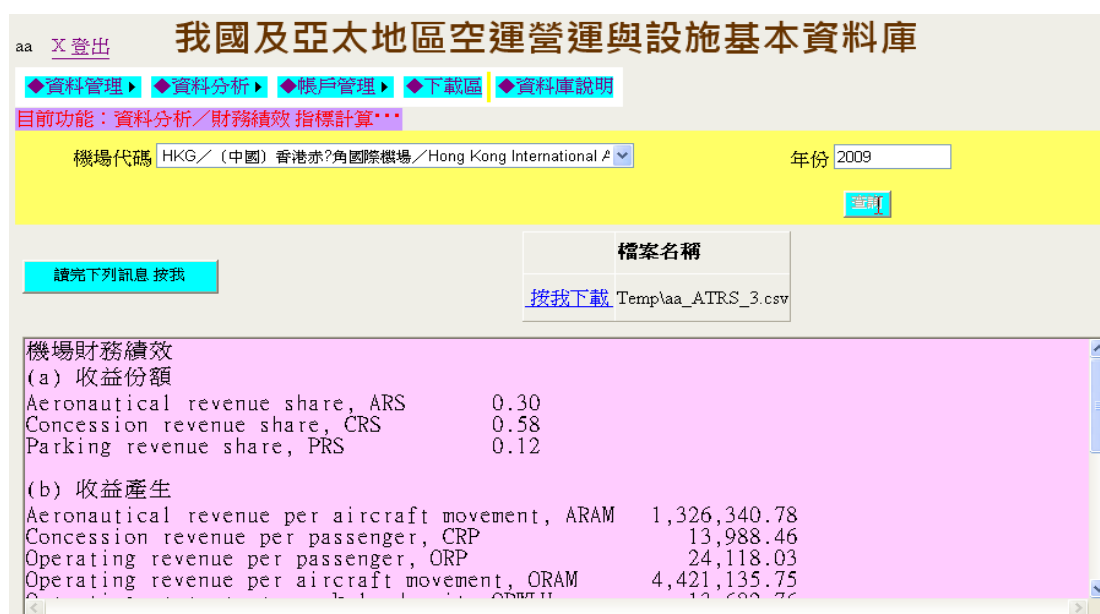 我國及亞太地區空運營運與設施基本資料庫
aa X 登出
◆資料管理▶ ◆資料分析▶ ◆帳戶管理▶ ◆下載區 ◆資料庫說明
目前功能：資料分析／財務績效 指標計算···
機場代碼 HKG／（中國）香港赤?角國際機場／Hong Kong International A 年份 2009
查詢
檔案名稱
讀完下列訊息 按我
按我下載 Temp\aa_ATRS_3.csv
機場財務績效
(a) 收益份額
Aeronautical revenue share, ARS 0.30
Concession revenue share, CRS 0.58
Parking revenue share, PRS 0.12
(b) 收益產生
Aeronautical revenue per aircraft movement, ARAM 1,326,340.78
Concession revenue per passenger, CRP 13,988.46
Operating revenue per passenger, ORP 24,118.03
Operating revenue per aircraft movement, ORAM 4,421,135.75